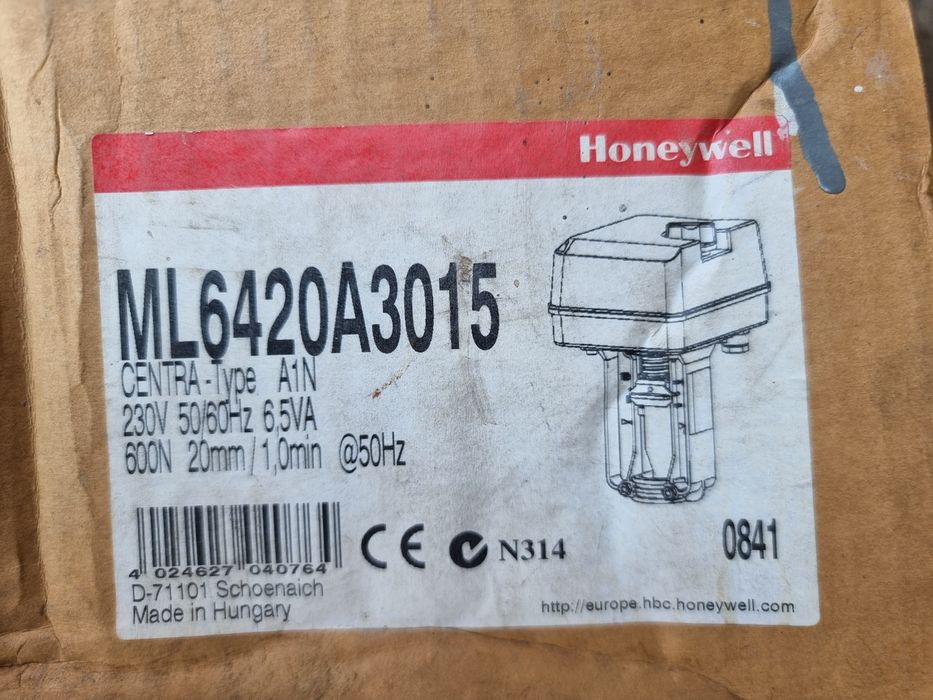 Honeywell
ML6420A3015
CENTRA-Type A1N
230V 50/60Hz 6,5VA
600N 20mm/1,0min @50Hz
CE N314 0841
4 024627 040764
D-71101 Schoenaich
Made in Hungary
http://europe.hbc.honeywell.com